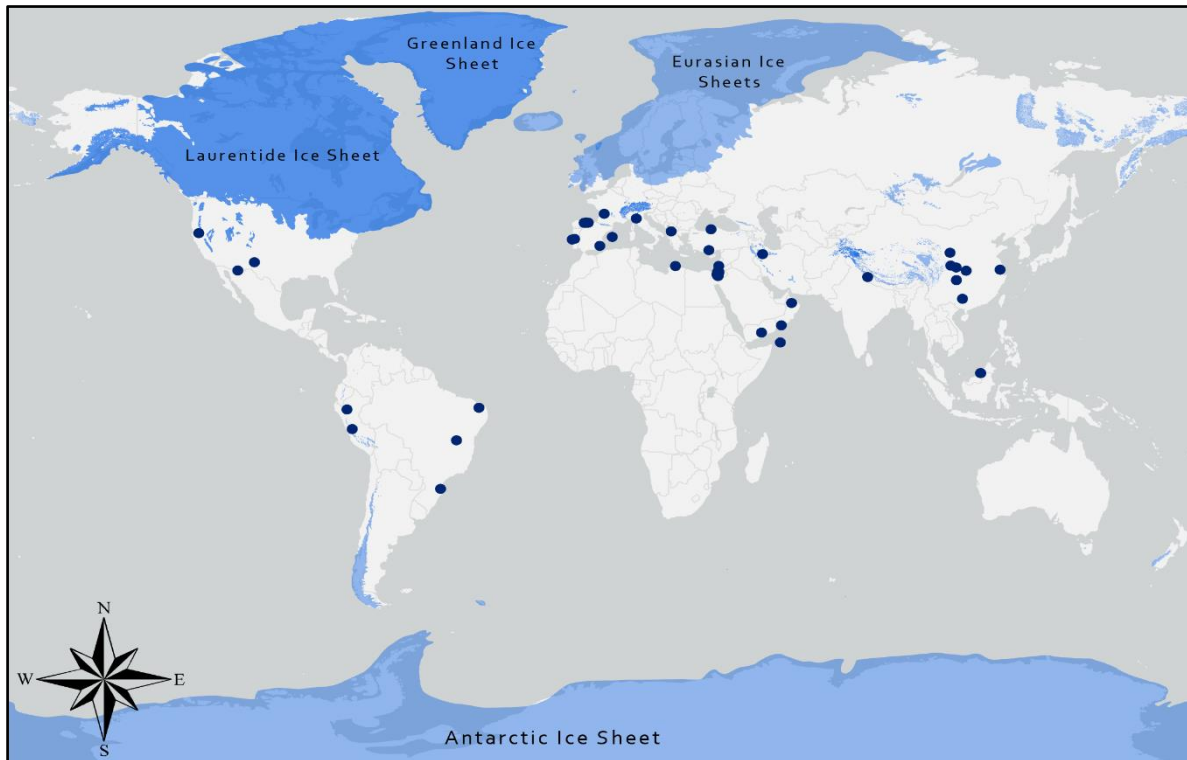 Greenland Ice
Sheet
Eurasian Ice
Sheets
Laurentide Ice Sheet
N
W E
S
Antarctic Ice Sheet